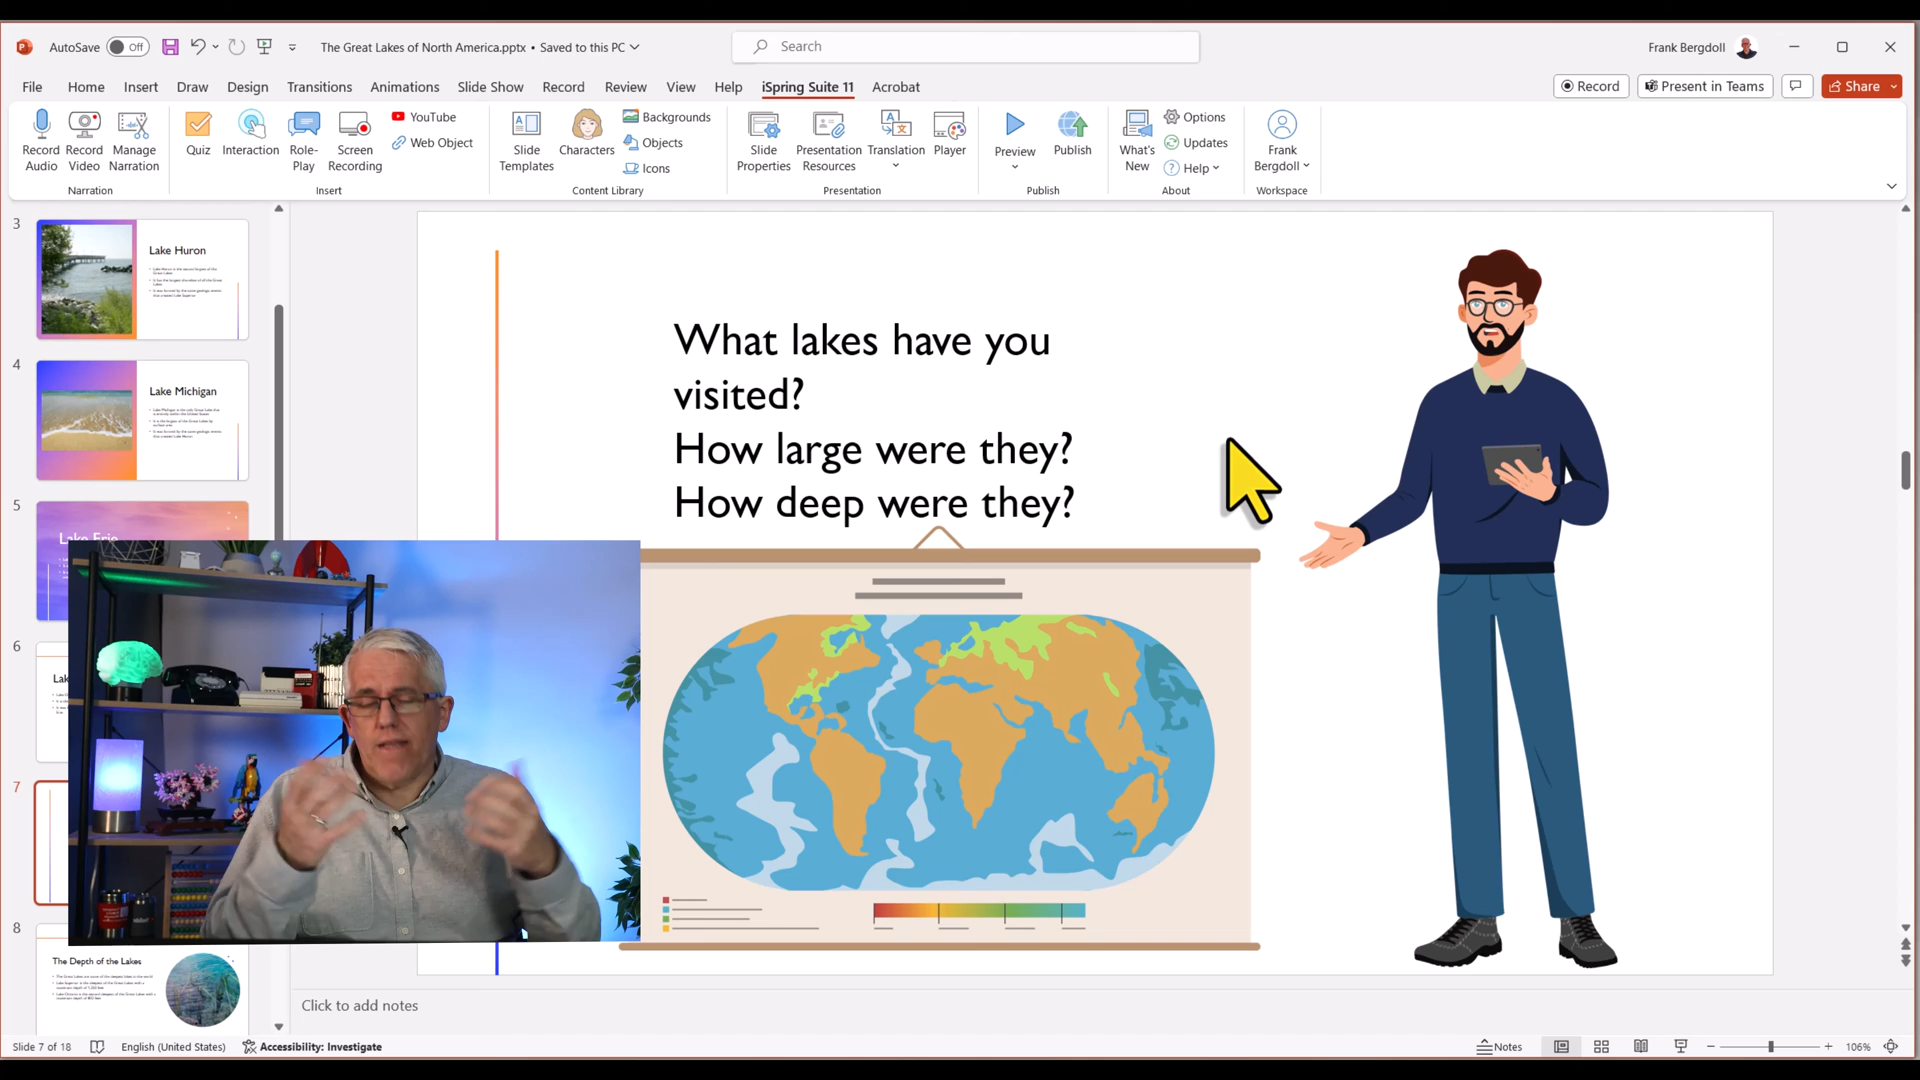 AutoSave Off
The Great Lakes of North America.pptx • Saved to this PC
Search
Frank Bergdoll
File Home Insert Draw Design Transitions Animations Slide Show Record Review View Help iSpring Suite 11 Acrobat
Record
Present in Teams
Share
Record Audio
Record Video
Manage Narration
Narration
Quiz
Interaction
Role-Play
Screen Recording
YouTube
Web Object
Insert
Slide Templates
Characters
Backgrounds
Objects
Icons
Content Library
Slide Properties
Presentation Resources
Translation
Player
Presentation
Preview
Publish
Publish
What's New
Options
Updates
Help
About
Frank Bergdoll
Workspace
3
Lake Huron
4
Lake Michigan
5
Lake Erie
6
7
8
The Depth of the Lakes
What lakes have you
visited?
How large were they?
How deep were they?
Click to add notes
Slide 7 of 18
English (United States)
Accessibility: Investigate
Notes
106%